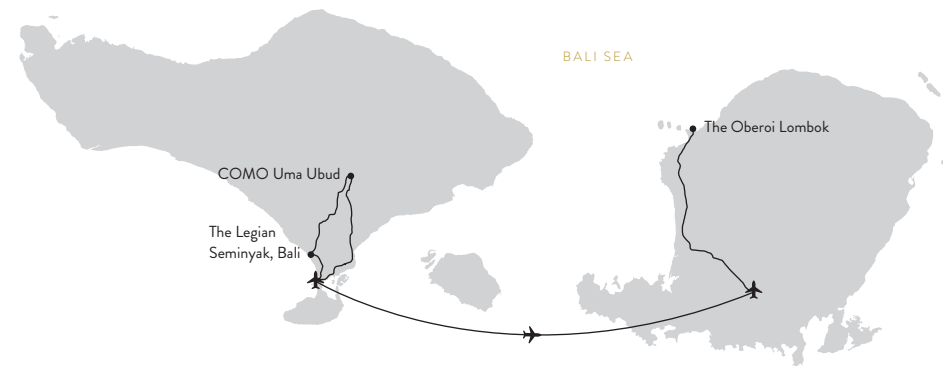 BALI SEA
The Oberoi Lombok
COMO Uma Ubud
The Legian
Seminyak, Bali